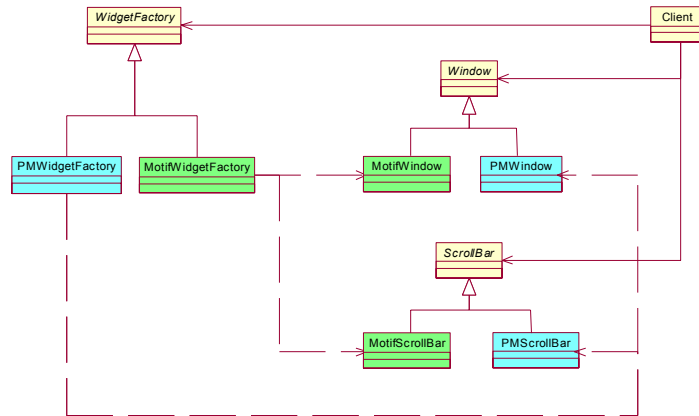 WidgetFactory
Client
Window
PMWidgetFactory
MotifWidgetFactory
MotifWindow
PMWindow
ScrollBar
MotifScrollBar
PMScrollBar